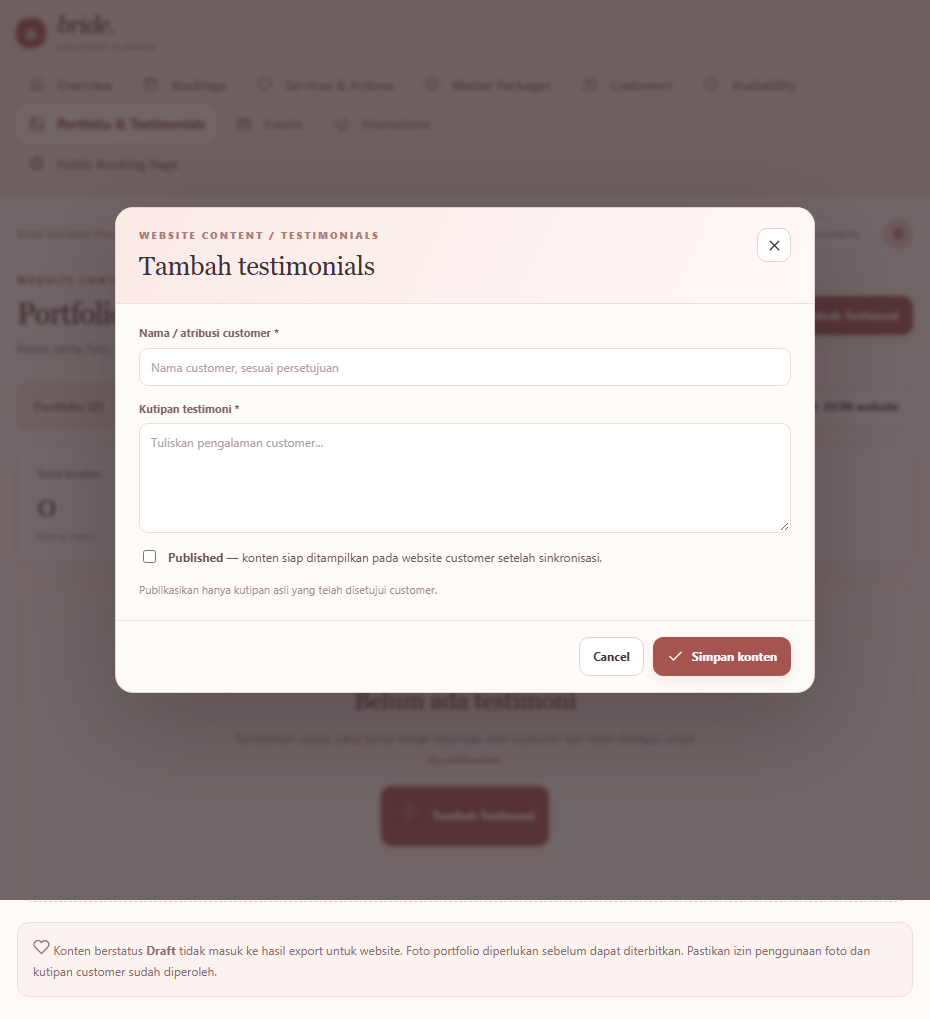 bride.
Overview
Bookings
Services & Actions
Master Packages
Customers
Availability
Portfolio & Testimonials
Events
Promotions
Public Booking Page
WEBSITE CONTENT / TESTIMONIALS
Tambah testimonials
Nama / atribusi customer *
Nama customer, sesuai persetujuan
Kutipan testimoni *
Tuliskan pengalaman customer...
Published — konten siap ditampilkan pada website customer setelah sinkronisasi.
Publikasikan hanya kutipan asli yang telah disetujui customer.
Cancel
Simpan konten
Total konten
0
Belum ada testimoni
Tambah Testimoni
Konten berstatus Draft tidak masuk ke hasil export untuk website. Foto portfolio diperlukan sebelum dapat diterbitkan. Pastikan izin penggunaan foto dan
kutipan customer sudah diperoleh.